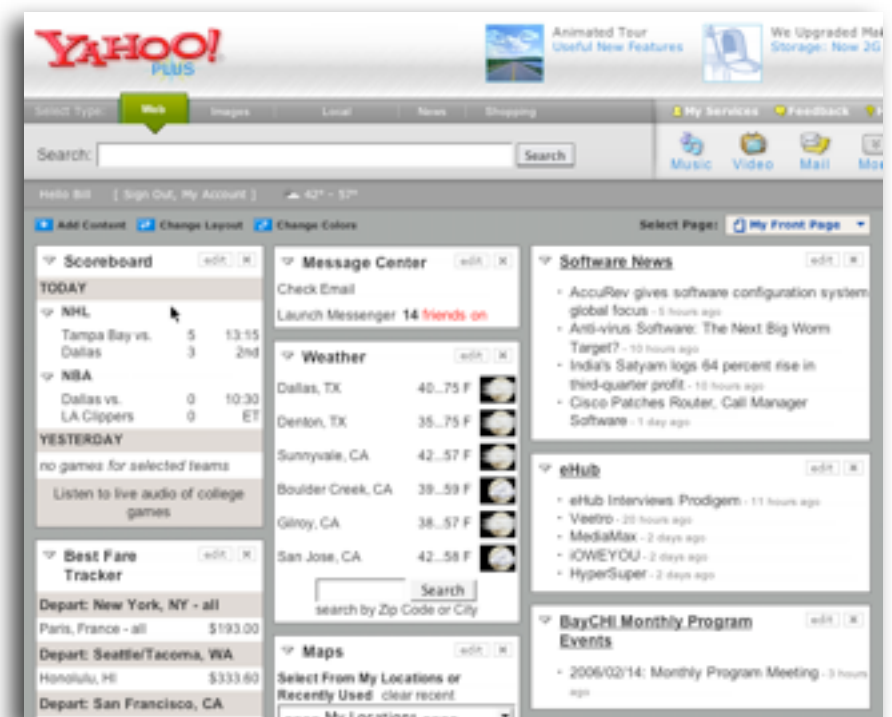 YAHOO!
PLUS
Animated Tour
Useful New Features
We Upgraded
Storage: Now 2G
Select Type:
Web
Images
Local
News
Shopping
My Services
Feedback
Search:
Search
Music
Video
Mail
Hello Bill
[ Sign Out, My Account ]
42° - 57°
Add Content
Change Layout
Change Colors
Select Page:
My Front Page
Scoreboard
edit
TODAY
NHL
Tampa Bay vs. 5 13:15
Dallas 3 2nd
NBA
Dallas vs. 0 10:30
LA Clippers 0 ET
YESTERDAY
no games for selected teams
Listen to live audio of college
games
Best Fare
Tracker
edit
Depart: New York, NY - all
Paris, France - all $193.00
Depart: Seattle/Tacoma, WA
Honolulu, HI $333.60
Depart: San Francisco, CA
Message Center
edit
Check Email
Launch Messenger 14 friends on
Weather
edit
Dallas, TX 40...75 F
Denton, TX 35...75 F
Sunnyvale, CA 42...57 F
Boulder Creek, CA 39...59 F
Gilroy, CA 38...57 F
San Jose, CA 42...58 F
Search
search by Zip Code or City
Maps
edit
Select From My Locations or
Recently Used clear recent
---- My Locations ----
Software News
edit
AccuRev gives software configuration system
global focus - 5 hours ago
Anti-virus Software: The Next Big Worm
Target? - 10 hours ago
India's Satyam logs 64 percent rise in
third-quarter profit - 10 hours ago
Cisco Patches Router, Call Manager
Software - 1 day ago
eHub
edit
eHub Interviews Prodigem - 11 hours ago
Veetro - 20 hours ago
MediaMax - 2 days ago
iOWEYOU - 2 days ago
HyperSuper - 2 days ago
BayCHI Monthly Program
Events
edit
2006/02/14: Monthly Program Meeting - 3 hours
ago